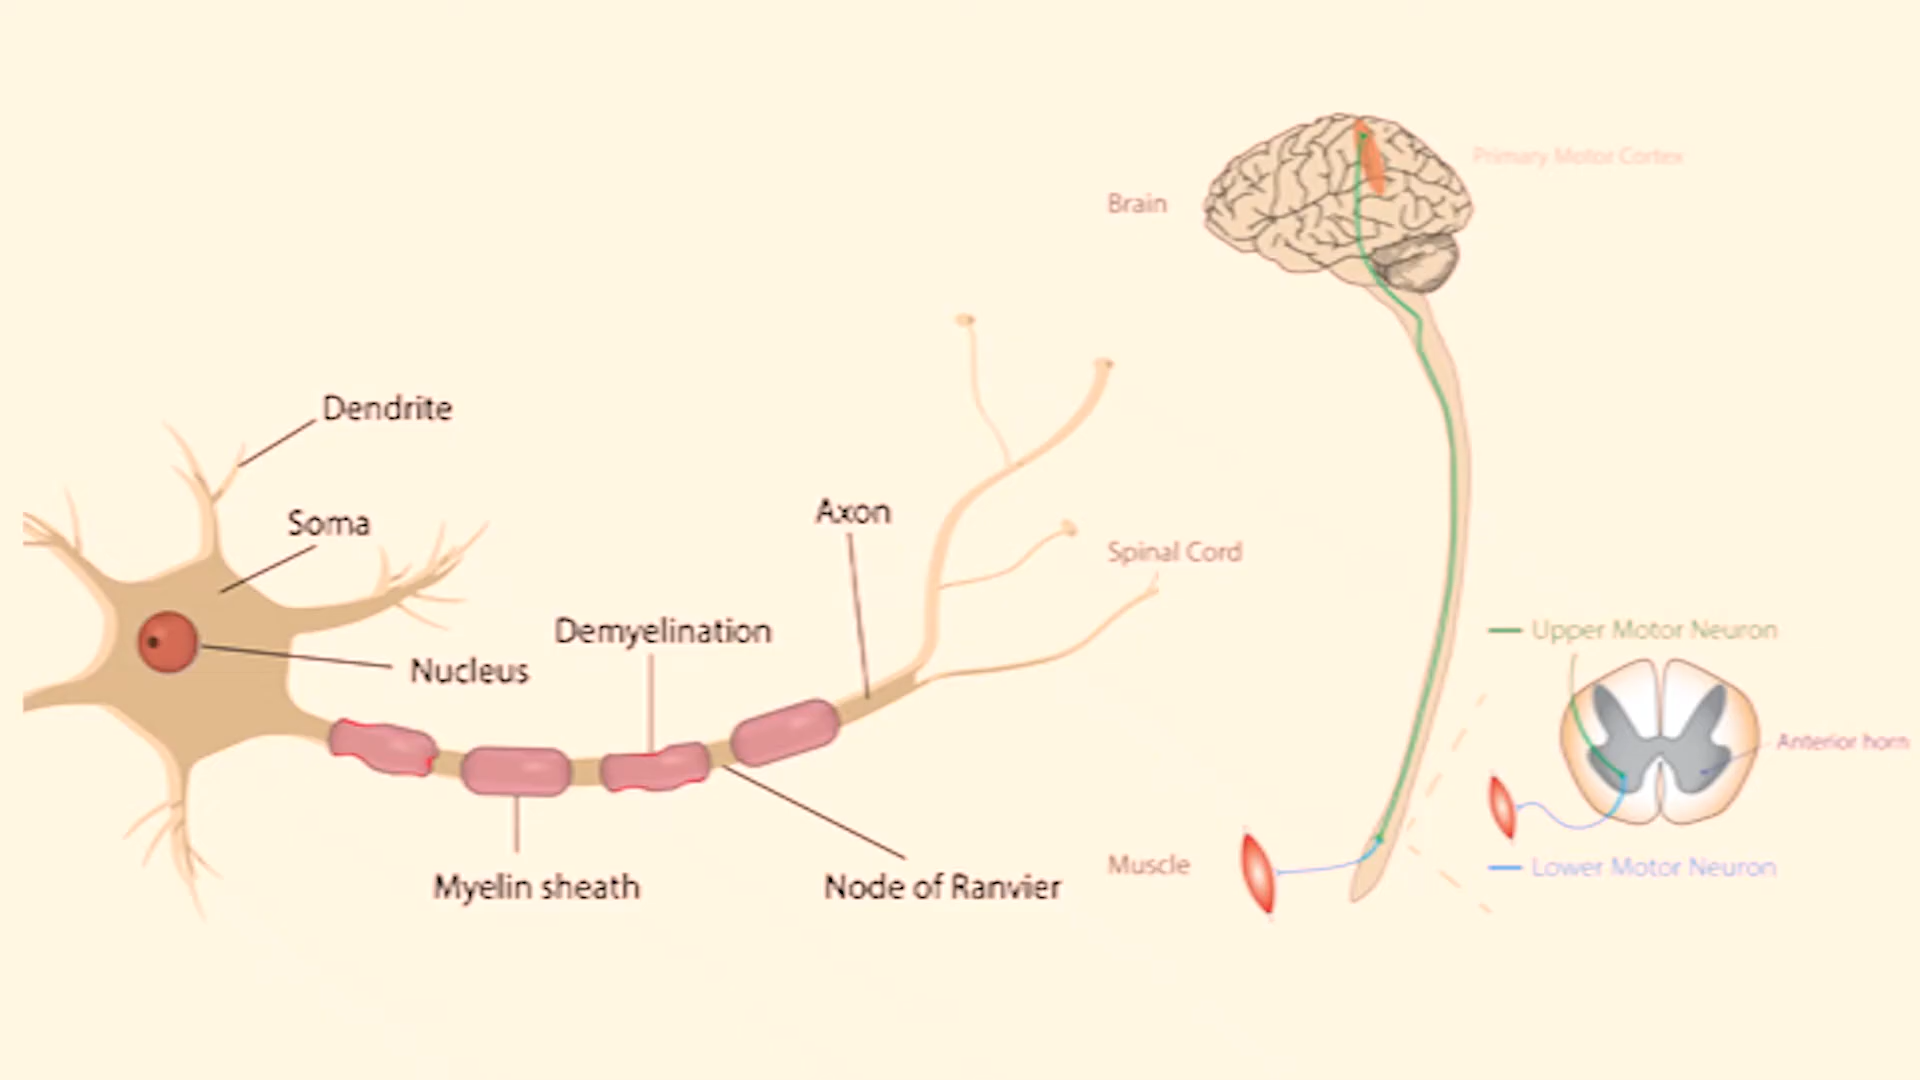 Dendrite
Soma
Nucleus
Demyelination
Axon
Myelin sheath
Node of Ranvier
Brain
Primary Motor Cortex
Spinal Cord
Upper Motor Neuron
Anterior horn
Muscle
Lower Motor Neuron